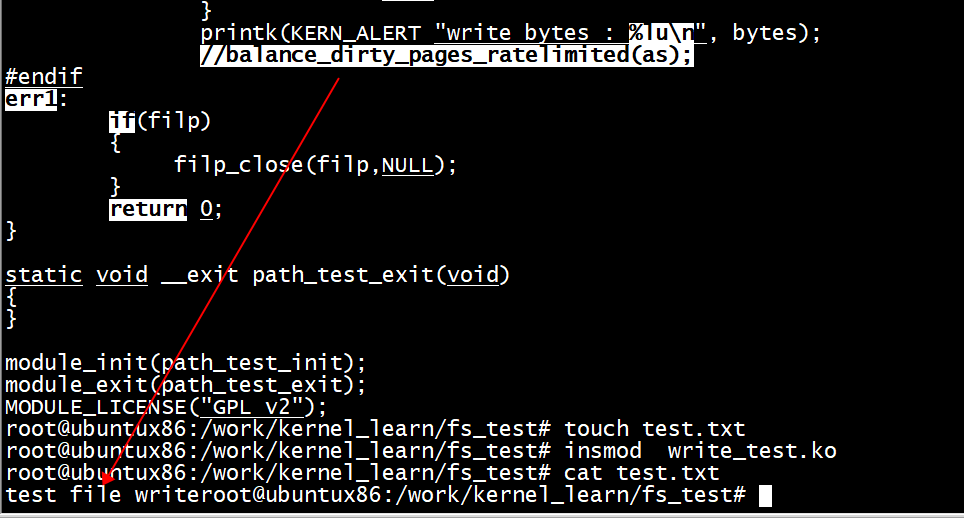 }
printk(KERN_ALERT "write bytes : %lu\n", bytes);
//balance_dirty_pages_ratelimited(as);
#endif
err1:
if(filp)
{
filp_close(filp,NULL);
}
return 0;
}
static void __exit path_test_exit(void)
{
}
module_init(path_test_init);
module_exit(path_test_exit);
MODULE_LICENSE("GPL v2");
root@ubuntux86:/work/kernel_learn/fs_test# touch test.txt
root@ubuntux86:/work/kernel_learn/fs_test# insmod  write_test.ko
root@ubuntux86:/work/kernel_learn/fs_test# cat test.txt
test file writeroot@ubuntux86:/work/kernel_learn/fs_test#